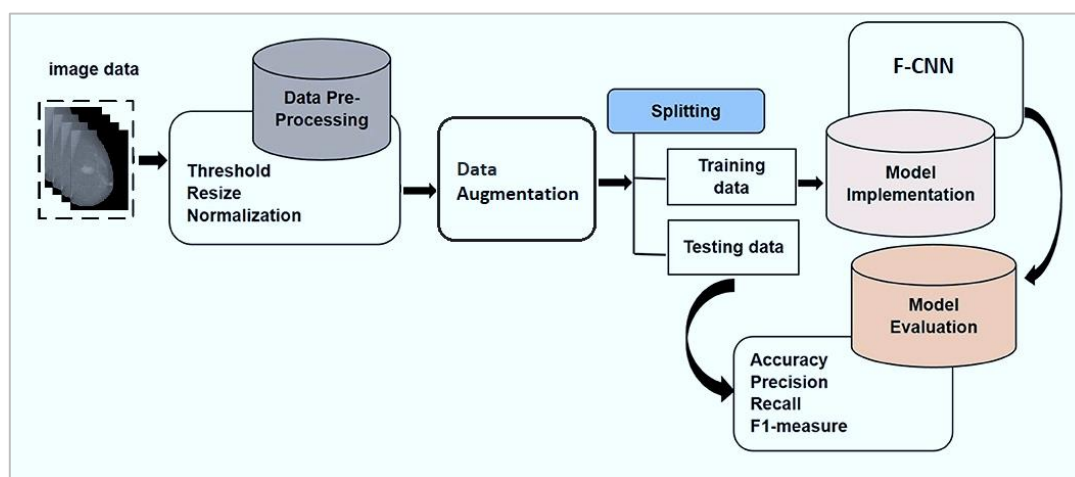 image data
Data Pre-
Processing
Threshold
Resize
Normalization
Data
Augmentation
Splitting
Training
data
Testing data
F-CNN
Model
Implementation
Model
Evaluation
Accuracy
Precision
Recall
F1-measure